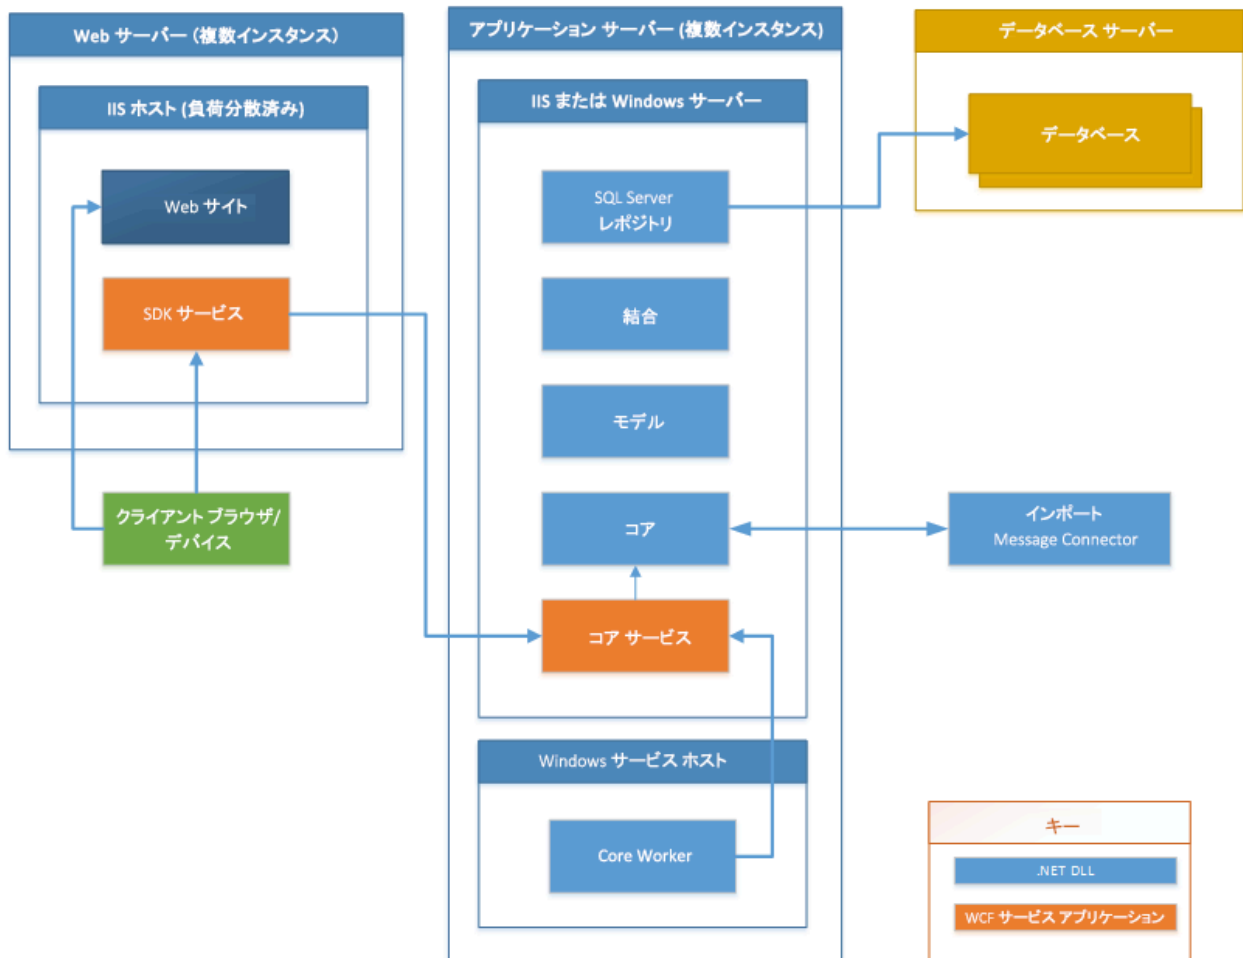 Web サーバー (複数インスタンス)
IIS ホスト (負荷分散済み)
Web サイト
SDK サービス
クライアント ブラウザ/
デバイス
アプリケーション サーバー (複数インスタンス)
IIS または Windows サーバー
SQL Server
レポジトリ
結合
モデル
コア
コア サービス
Windows サービス ホスト
Core Worker
データベース サーバー
データベース
インポート
Message Connector
キー
.NET DLL
WCF サービス アプリケーション